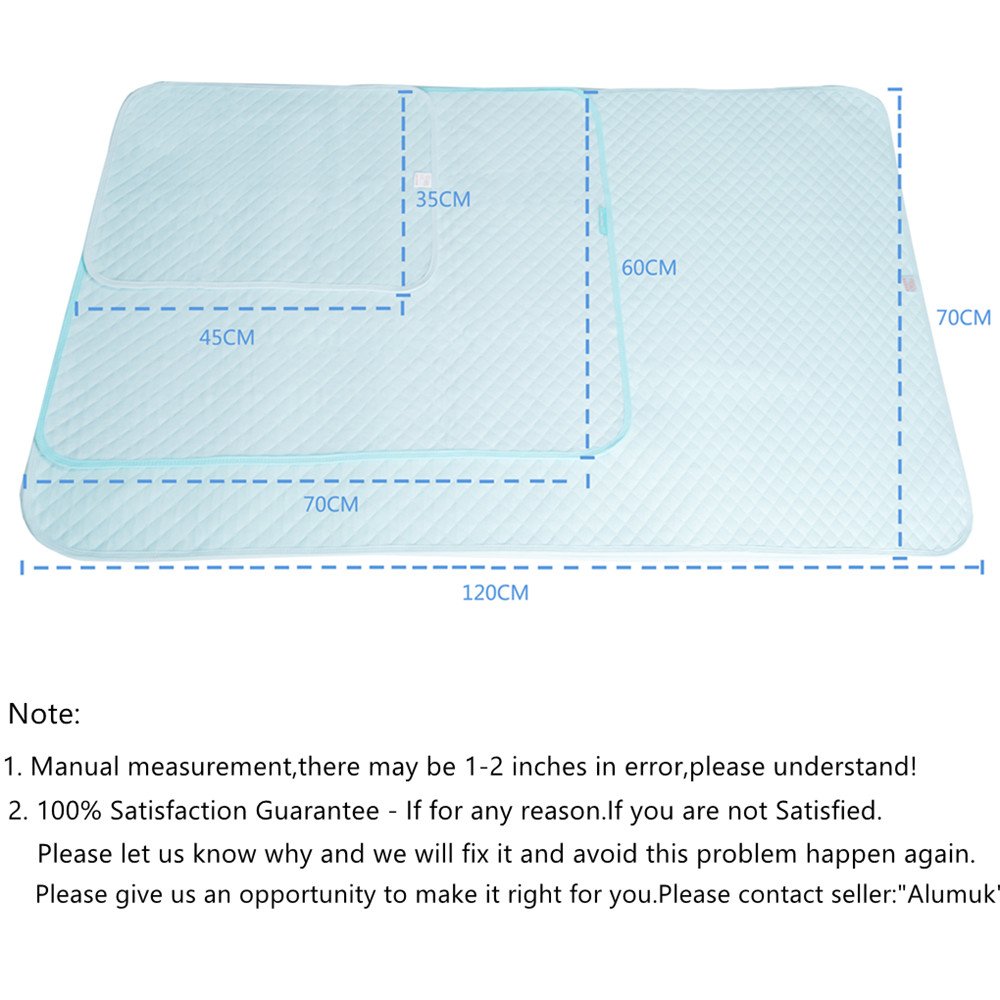 35CM
60CM
70CM
45CM
70CM
120CM
Note:
1. Manual measurement,there may be 1-2 inches in error,please understand!
2. 100% Satisfaction Guarantee - If for any reason.If you are not Satisfied.
Please let us know why and we will fix it and avoid this problem happen again.
Please give us an opportunity to make it right for you.Please contact seller:"Alumuk"